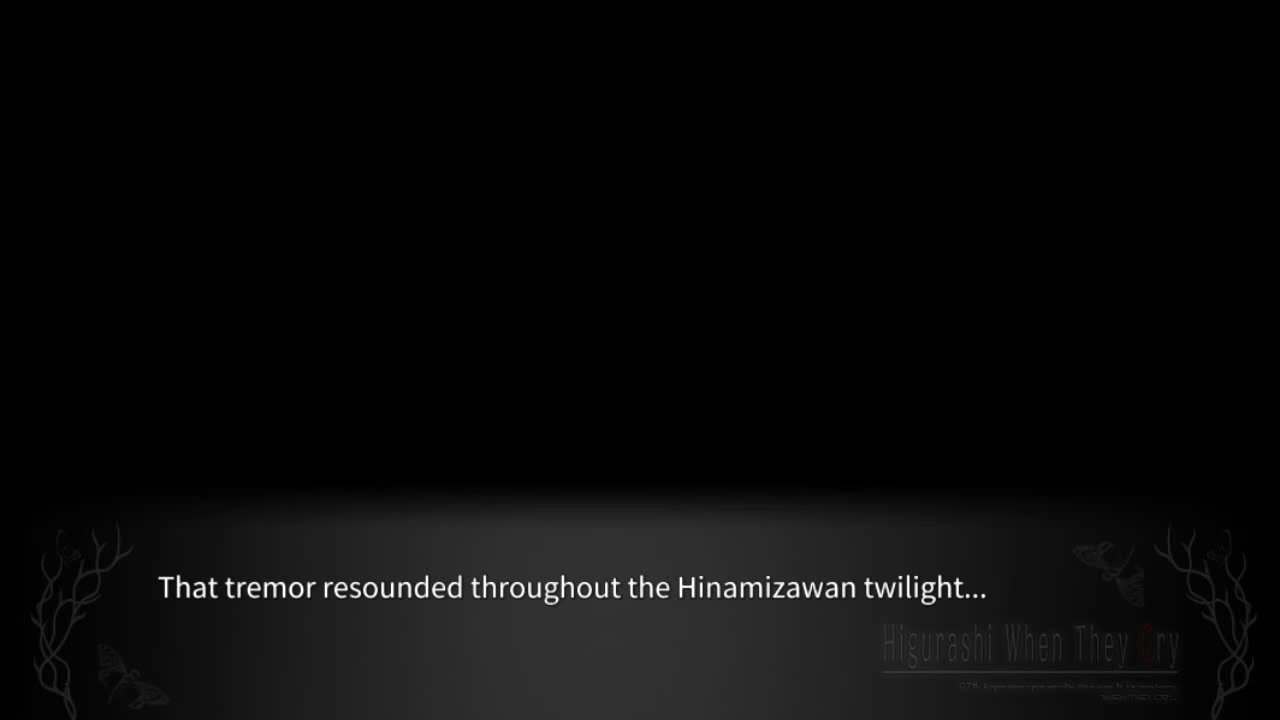 That tremor resounded throughout the Hinamizawan twilight...
Higurashi When They Cry